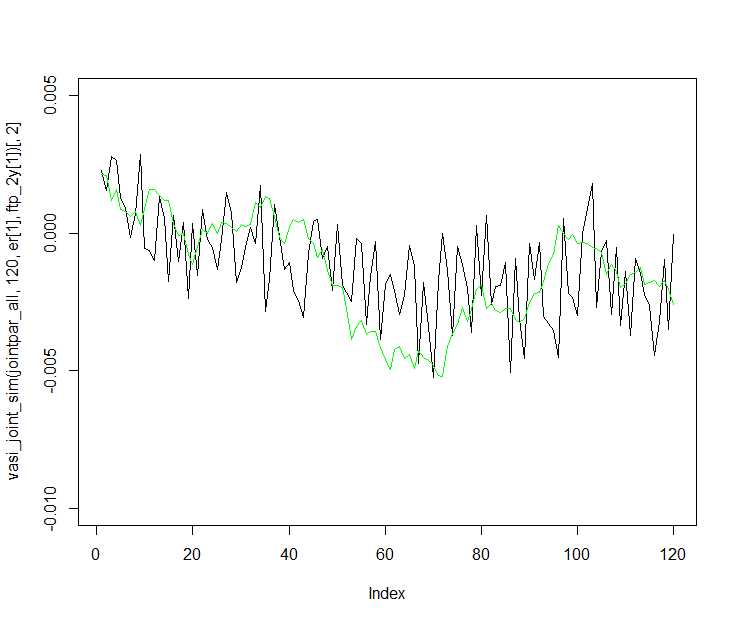 vasi_joint_sim(jointpar_all, 120, er[1], ftp_2y[1])[, 2]
0.005
0.000
-0.005
-0.010
0 20 40 60 80 100 120
Index